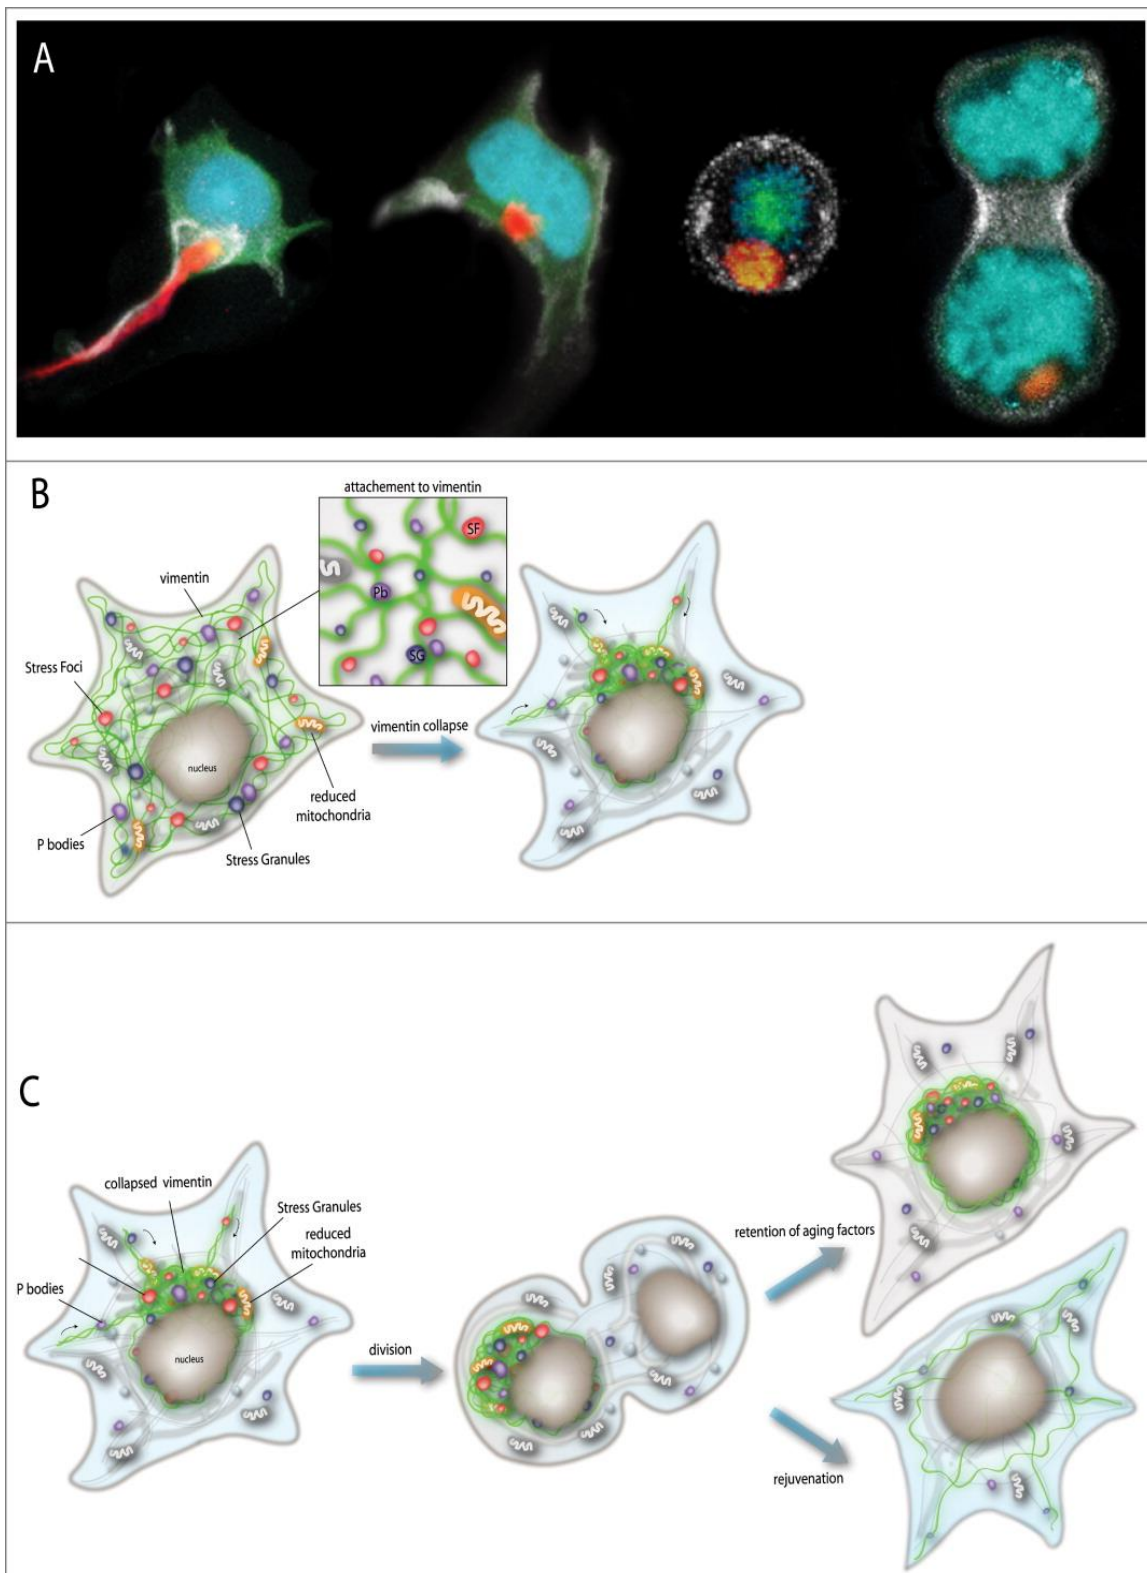 A
B
attachement to vimentin
SF
Pb
SG
vimentin
Stress Foci
nucleus
P bodies
reduced
mitochondria
Stress Granules
vimentin collapse
C
collapsed vimentin
Stress Granules
reduced
mitochondria
P bodies
nucleus
division
retention of aging factors
rejuvenation